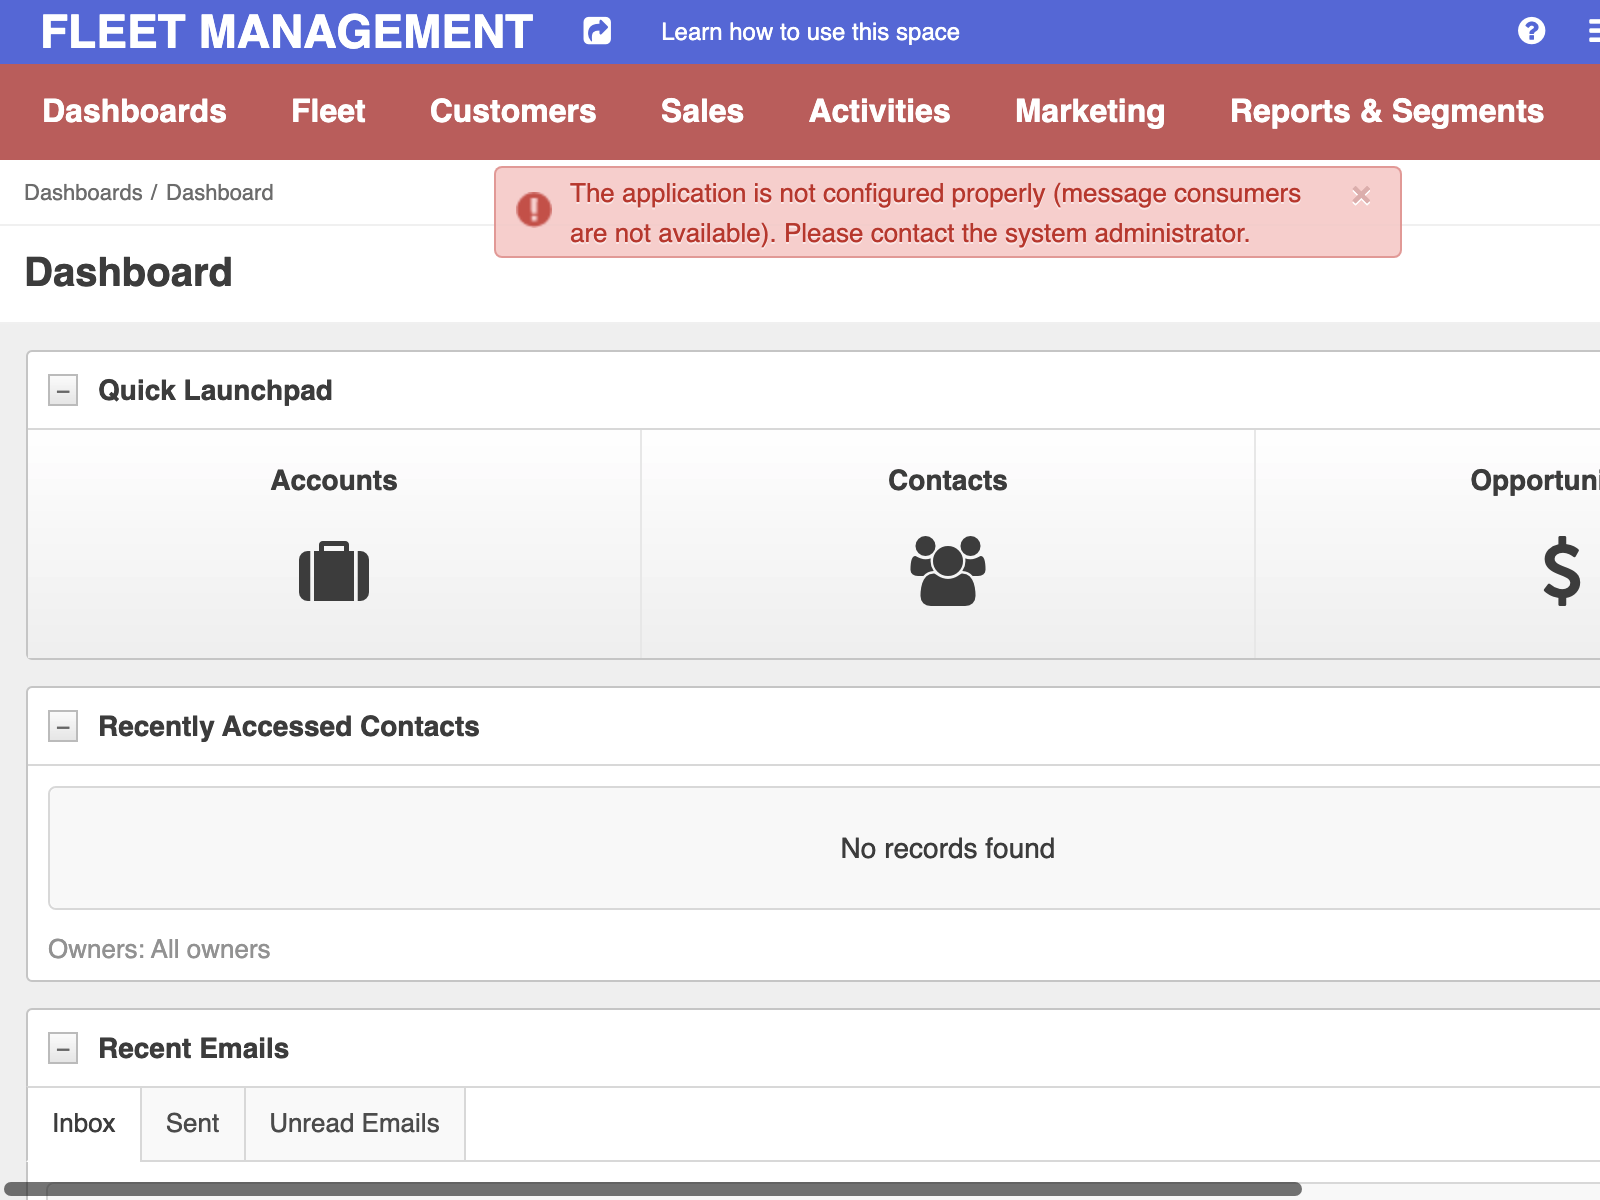 FLEET MANAGEMENT
Learn how to use this space
Dashboards
Fleet
Customers
Sales
Activities
Marketing
Reports & Segments
Dashboards / Dashboard
The application is not configured properly (message consumers
are not available). Please contact the system administrator.
Dashboard
Quick Launchpad
Accounts
Contacts
Opportuni
Recently Accessed Contacts
No records found
Owners: All owners
Recent Emails
Inbox
Sent
Unread Emails